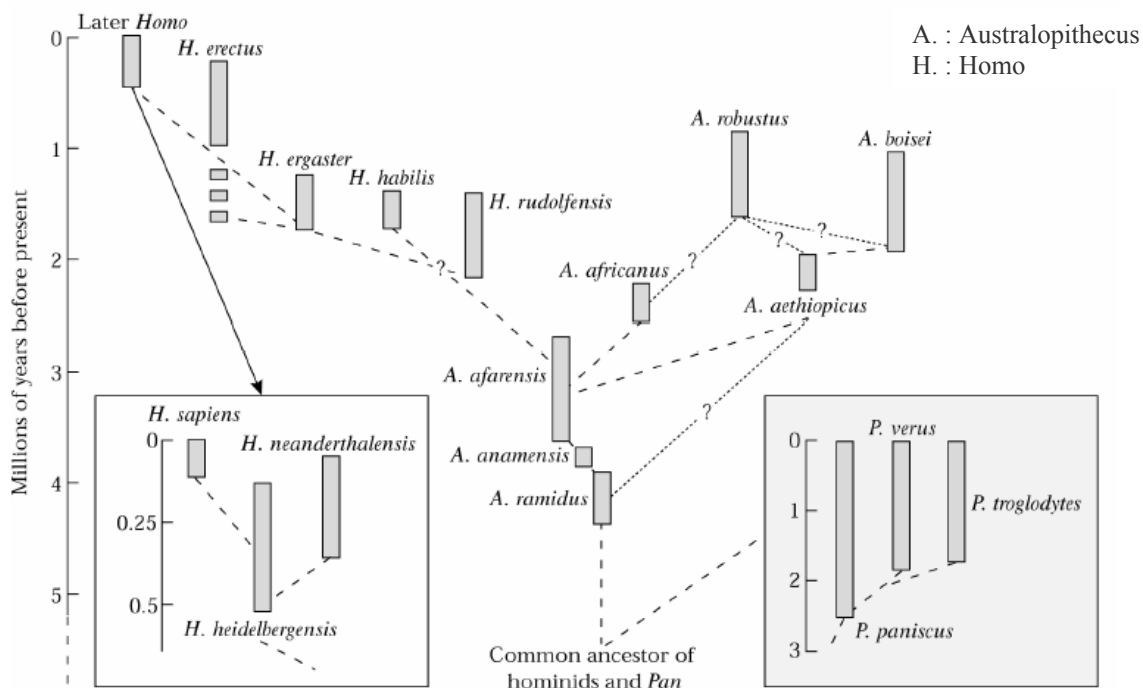 Later Homo
H. erectus
A. : Australopithecus
H. : Homo
0
1
2
3
4
5
Millions of years before present
H. ergaster
H. habilis
H. rudolfensis
A. robustus
A. boisei
?
?
?
?
?
?
A. africanus
A. aethiopicus
A. afarensis
A. anamensis
A. ramidus
Common ancestor of
hominids and Pan
H. sapiens
H. neanderthalensis
0
0.25
0.5
H. heidelbergensis
P. verus
0
1
2
3
P. troglodytes
P. paniscus